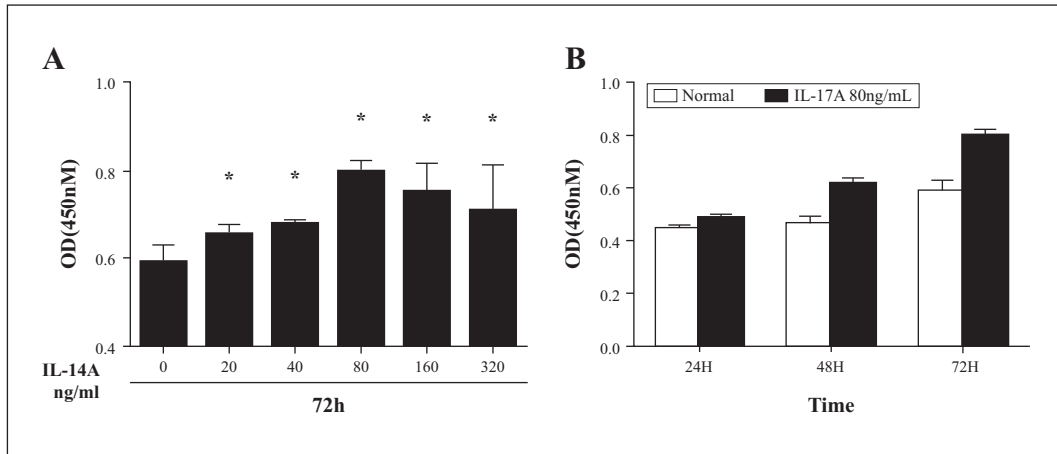 A
1.0
0.8
0.6
0.4
OD(450nM)
* * * * *
IL-14A
ng/ml
0 20 40 80 160 320
72h
B
Normal IL-17A 80ng/mL
1.0
0.8
0.6
0.4
0.2
0.0
OD(450nM)
24H 48H 72H
Time